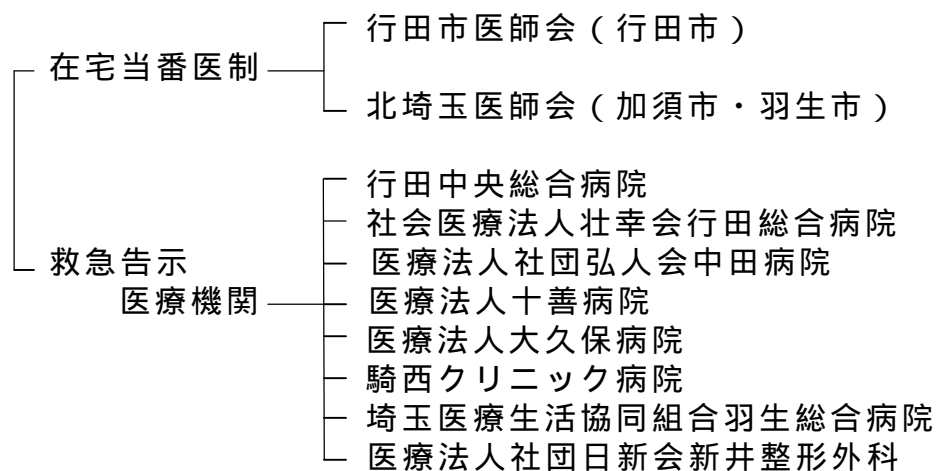 在宅当番医制
行田市医師会(行田市)
北埼玉医師会(加須市・羽生市)
救急告示
医療機関
行田中央総合病院
社会医療法人壮幸会行田総合病院
医療法人社団弘人会中田病院
医療法人十善病院
医療法人大久保病院
騎西クリニック病院
埼玉医療生活協同組合羽生総合病院
医療法人社団日新会新井整形外科